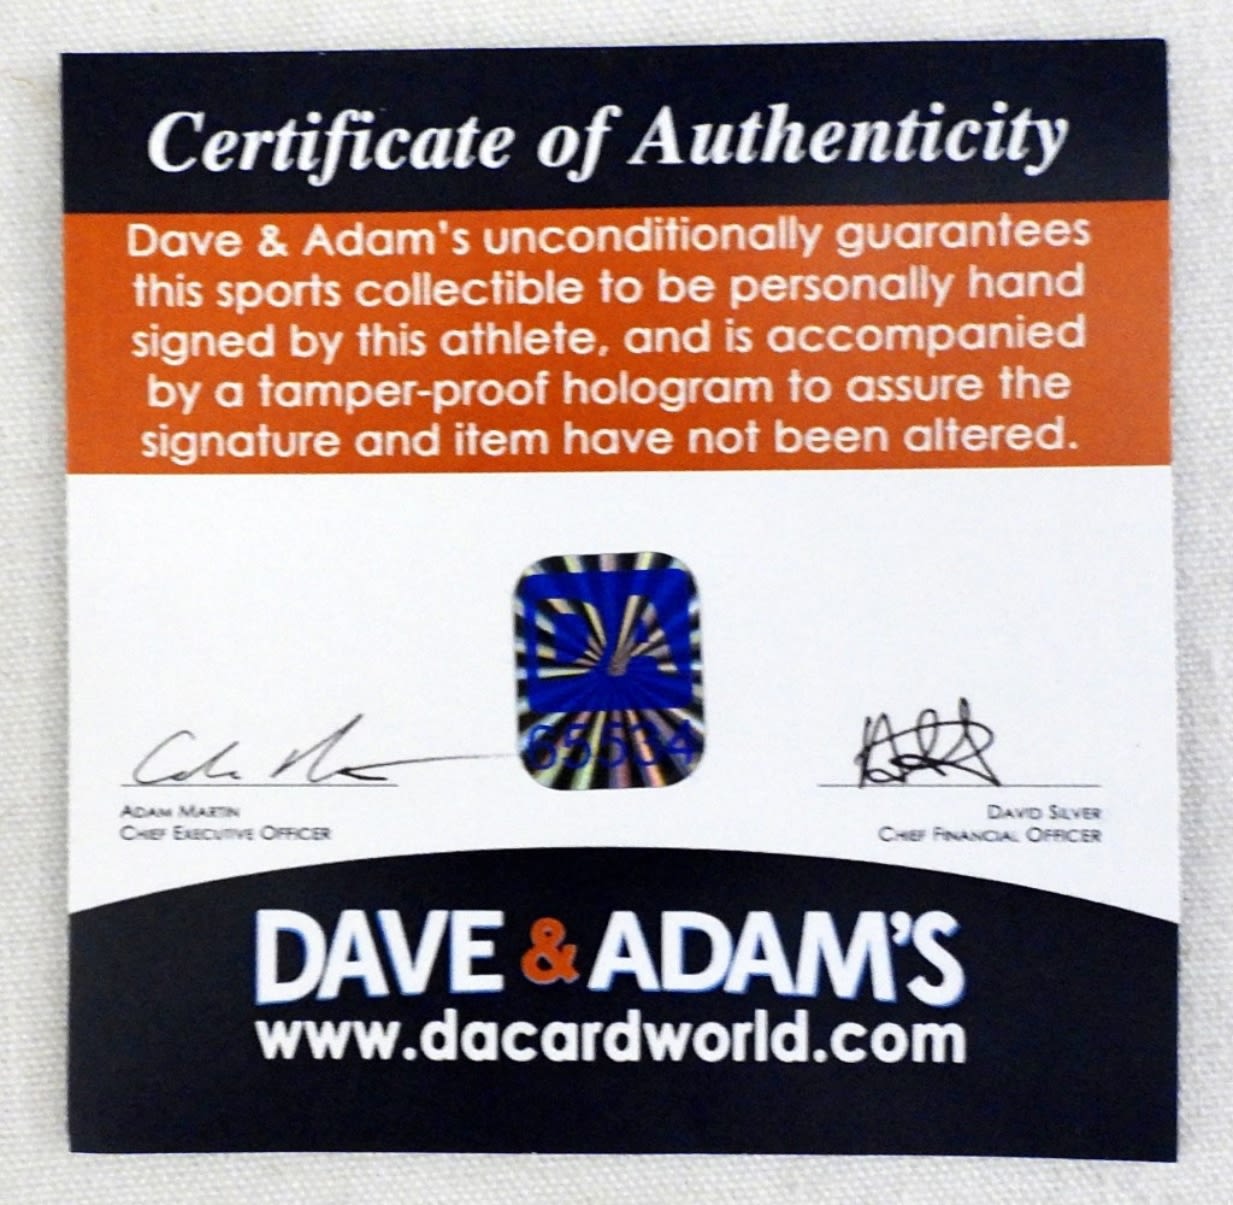 Certificate of Authenticity
Dave & Adam's unconditionally guarantees
this sports collectible to be personally hand
signed by this athlete, and is accompanied
by a tamper-proof hologram to assure the
signature and item have not been altered.
DA
65534
ADAM MARTIN
CHIEF EXECUTIVE OFFICER
DAVID SILVER
CHIEF FINANCIAL OFFICER
DAVE & ADAM'S
www.dacardworld.com